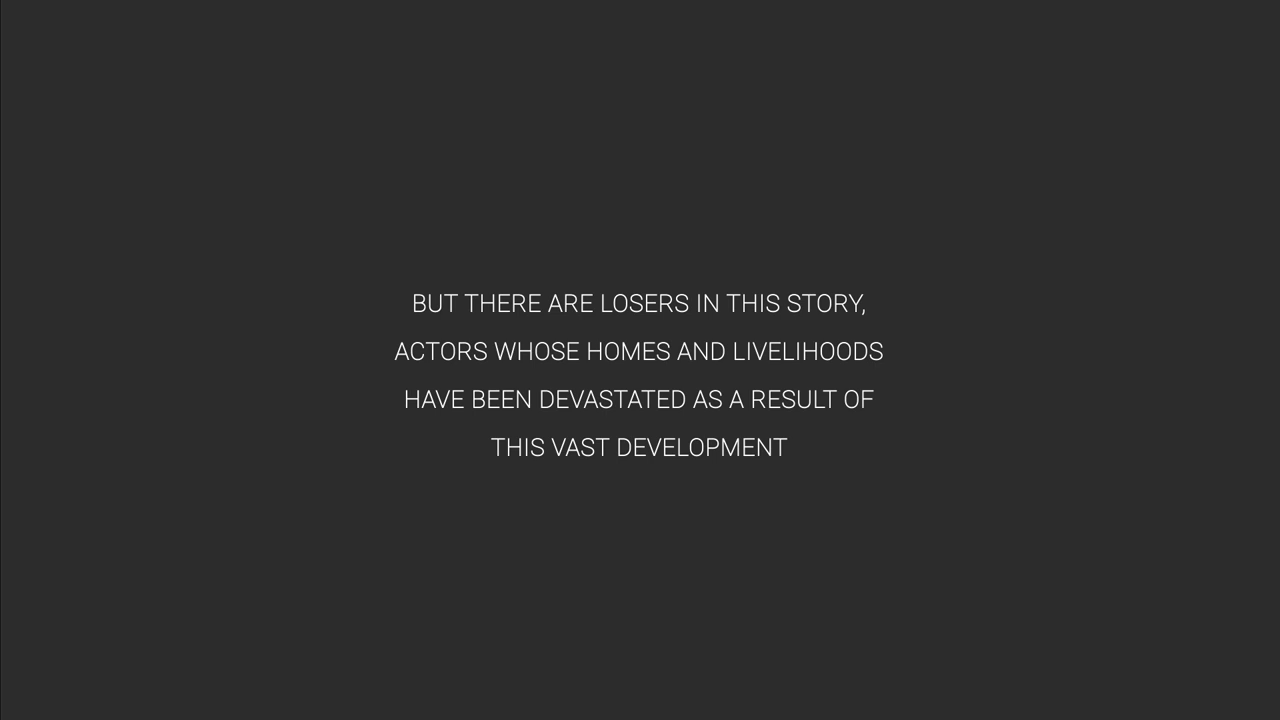 BUT THERE ARE LOSERS IN THIS STORY,
ACTORS WHOSE HOMES AND LIVELIHOODS
HAVE BEEN DEVASTATED AS A RESULT OF
THIS VAST DEVELOPMENT